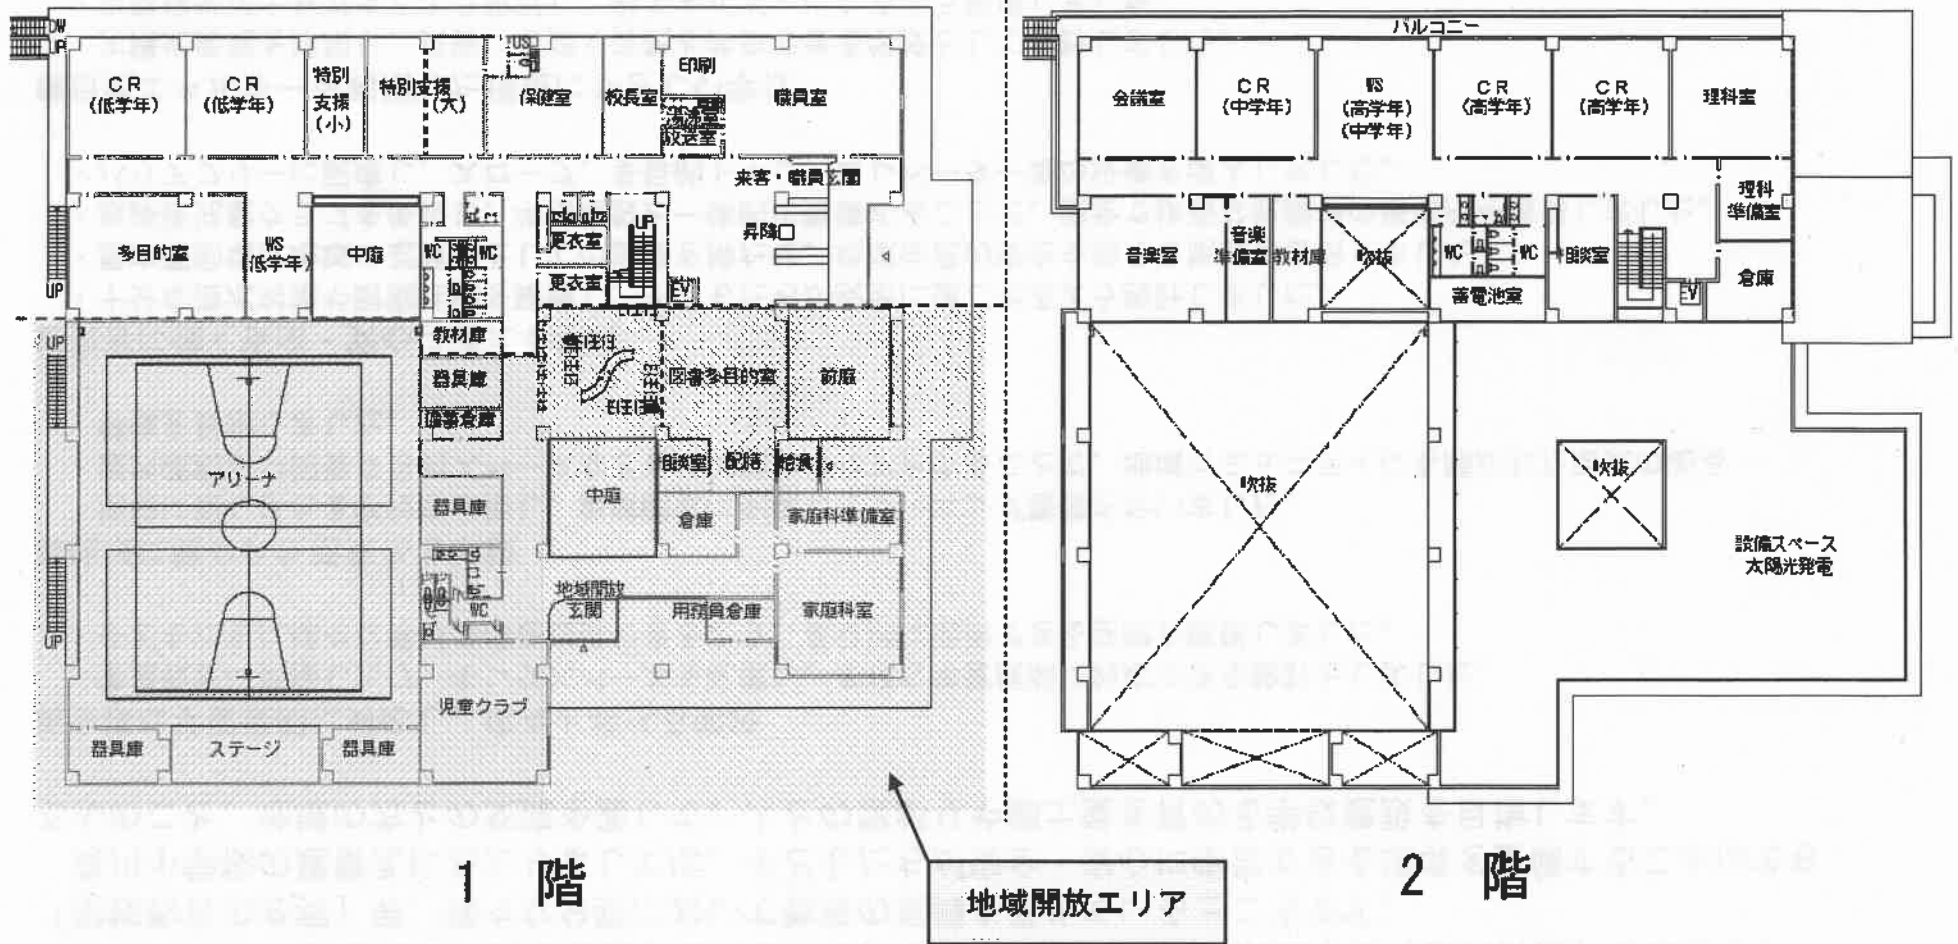 DW
UP
CR
(低学年)
CR
(低学年)
特別
支援
(小)
特別支援
(大)
保健室
校長室
印刷
放送室
職員室
来客・職員玄関
多目的室
WS
(低学年)
中庭
WC
WC
更衣室
更衣室
昇降口
EV
UP
UP
教材庫
器具庫
図書多目的室
前庭
アリーナ
相談室
配膳
給食
器具庫
中庭
倉庫
家庭科準備室
WC
地域開放
玄関
用務員倉庫
家庭科室
UP
児童クラブ
器具庫
ステージ
器具庫
1 階
地域開放エリア
バルコニー
会議室
CR
(中学年)
WS
(高学年)
(中学年)
CR
(高学年)
CR
(高学年)
理科室
理科
準備室
音楽室
音楽
準備室
教材庫
吹抜
WC
WC
相談室
蓄電池室
倉庫
吹抜
吹抜
設備スペース
太陽光発電
2 階